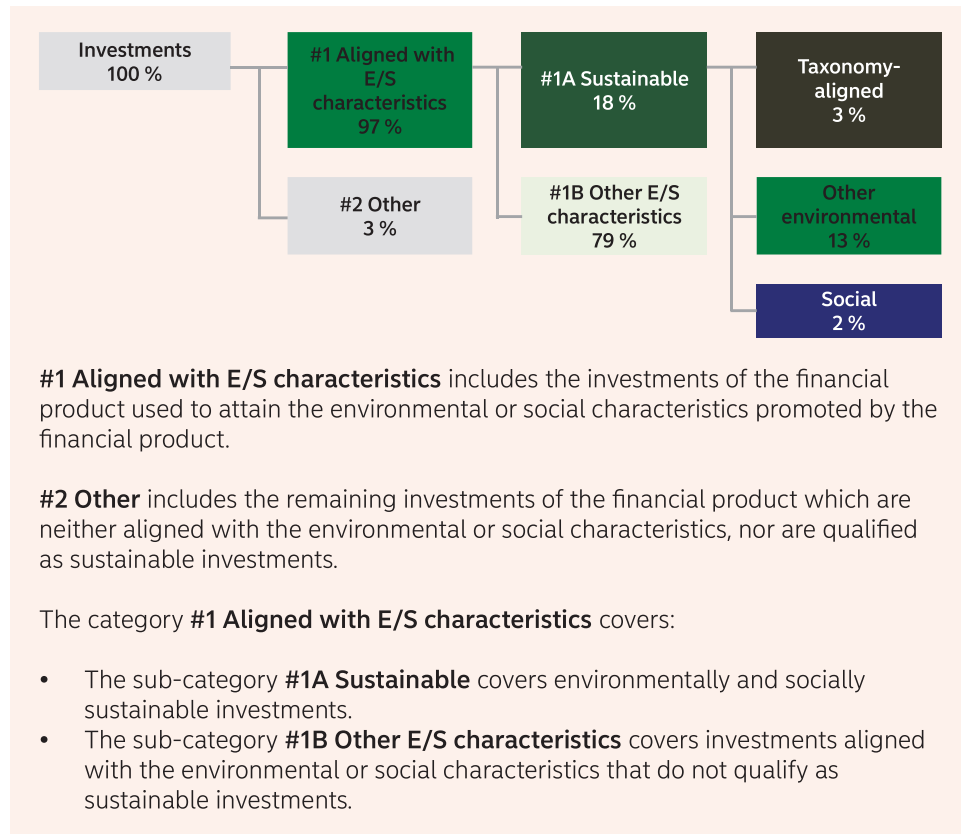 Investments
100 %
#1 Aligned with
E/S
characteristics
97 %
#1A Sustainable
18 %
Taxonomy-
aligned
3 %
#2 Other
3 %
#1B Other E/S
characteristics
79 %
Other
environmental
13 %
Social
2 %
#1 Aligned with E/S characteristics includes the investments of the financial
product used to attain the environmental or social characteristics promoted by the
financial product.
#2 Other includes the remaining investments of the financial product which are
neither aligned with the environmental or social characteristics, nor are qualified
as sustainable investments.
The category #1 Aligned with E/S characteristics covers:
• The sub-category #1A Sustainable covers environmentally and socially
sustainable investments.
• The sub-category #1B Other E/S characteristics covers investments aligned
with the environmental or social characteristics that do not qualify as
sustainable investments.